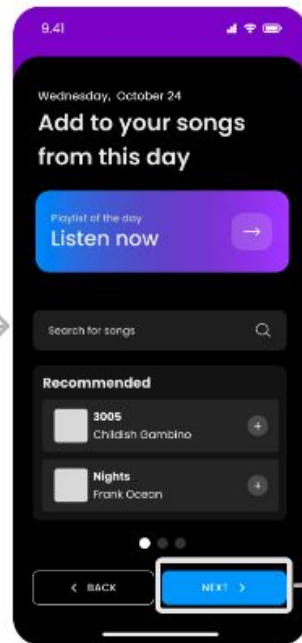 9.41
Wednesday, October 24
Add to your songs
from this day
Playlist of the day
Listen now
Search for songs
Recommended
3005
Childish Gambino
Nights
Frank Ocean
BACK
NEXT